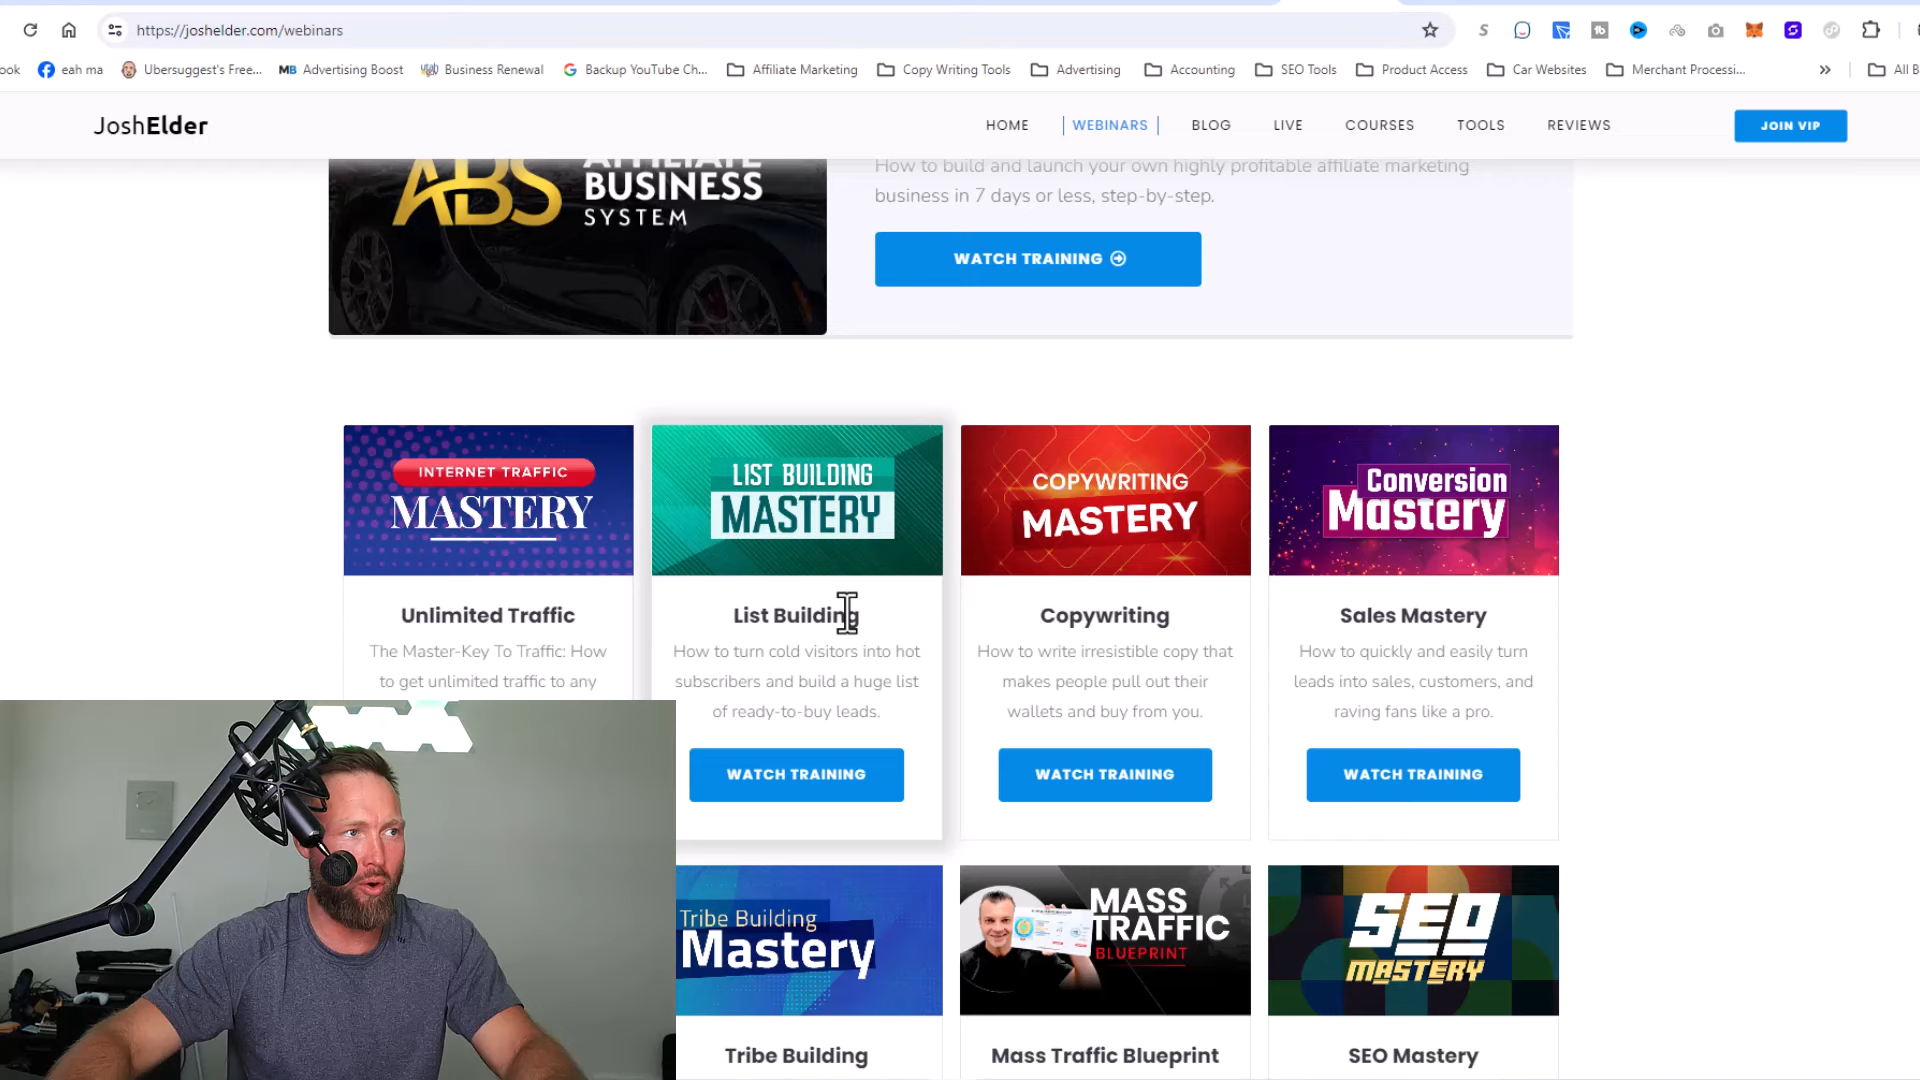 https://joshelder.com/webinars
ook
eah ma
Ubersuggest's Free...
MB Advertising Boost
Business Renewal
Backup YouTube Ch...
Affiliate Marketing
Copy Writing Tools
Advertising
Accounting
SEO Tools
Product Access
Car Websites
Merchant Processi...
All B
JoshElder
HOME
WEBINARS
BLOG
LIVE
COURSES
TOOLS
REVIEWS
JOIN VIP
ABS
AFFILIATE
BUSINESS
SYSTEM
How to build and launch your own highly profitable affiliate marketing
business in 7 days or less, step-by-step.
WATCH TRAINING
INTERNET TRAFFIC
MASTERY
Unlimited Traffic
The Master-Key To Traffic: How
to get unlimited traffic to any
LIST BUILDING
MASTERY
List Building
How to turn cold visitors into hot
subscribers and build a huge list
of ready-to-buy leads.
WATCH TRAINING
COPYWRITING
MASTERY
Copywriting
How to write irresistible copy that
makes people pull out their
wallets and buy from you.
WATCH TRAINING
Conversion
Mastery
Sales Mastery
How to quickly and easily turn
leads into sales, customers, and
raving fans like a pro.
WATCH TRAINING
Tribe Building
Mastery
Tribe Building
MASS
TRAFFIC
BLUEPRINT
Mass Traffic Blueprint
SEO
MASTERY
SEO Mastery